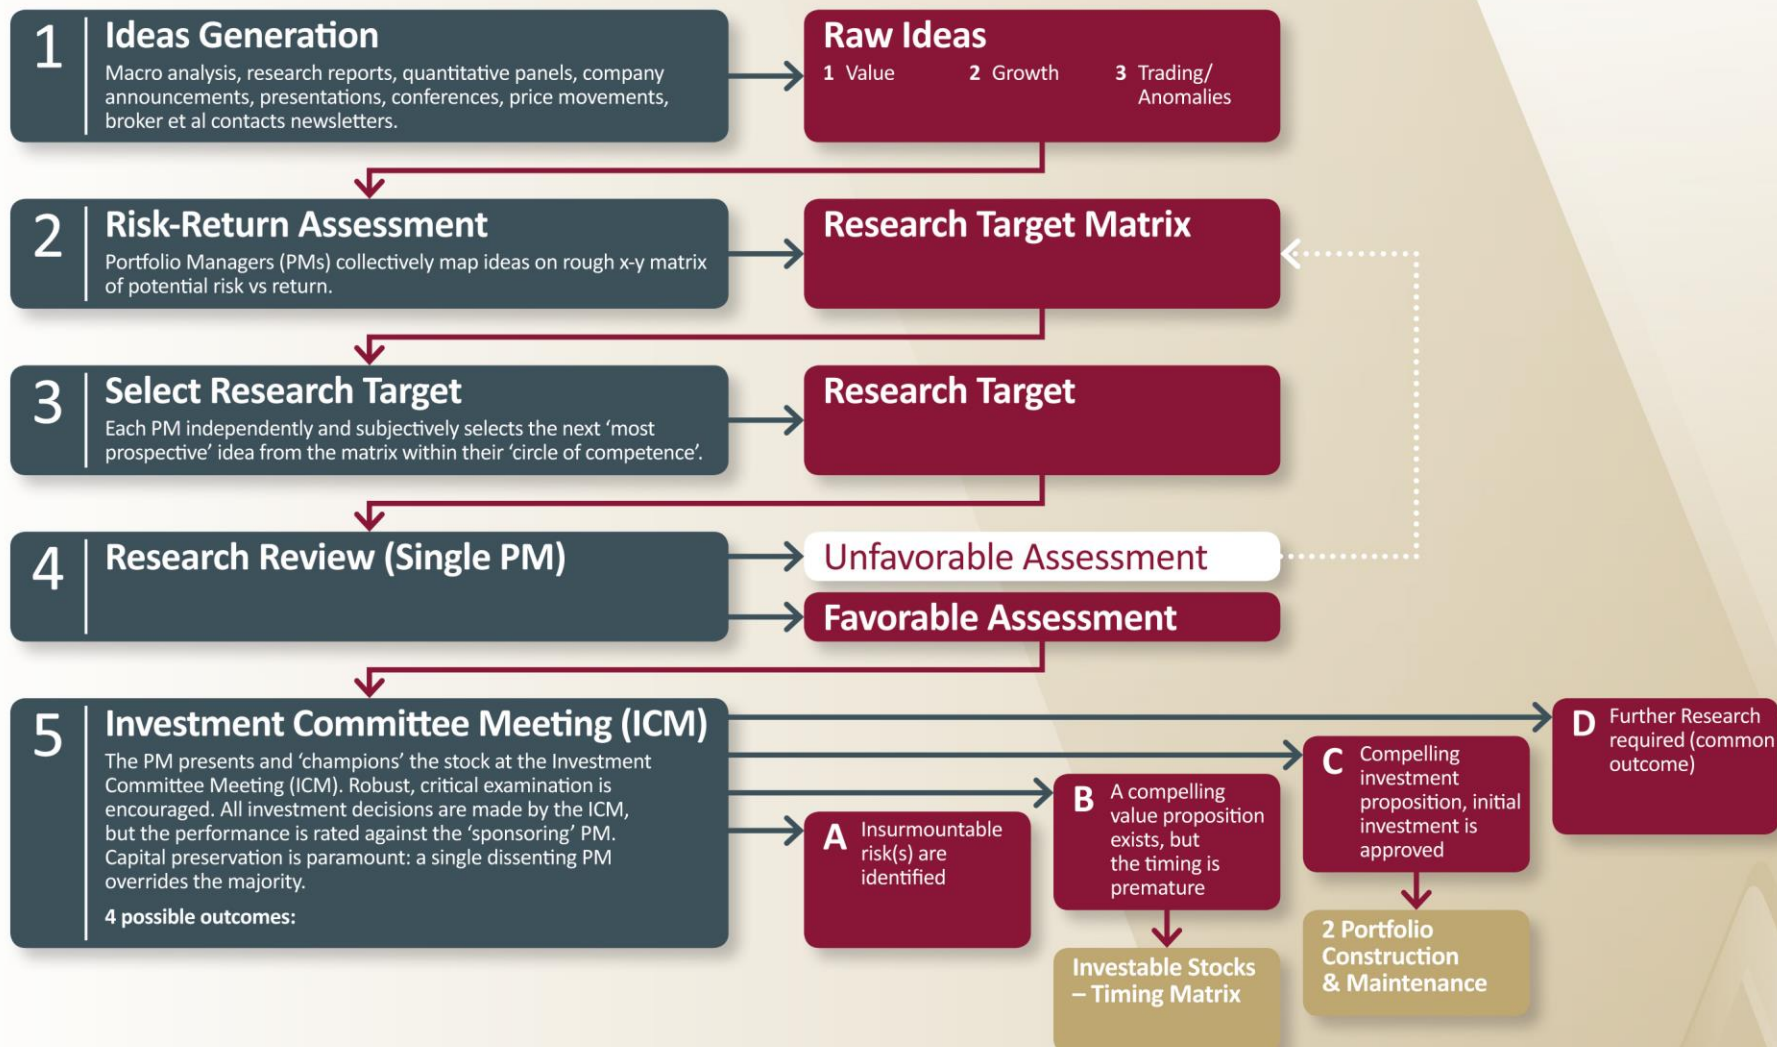 1
Ideas Generation
Macro analysis, research reports, quantitative panels, company
announcements, presentations, conferences, price movements,
broker et al contacts newsletters.
Raw Ideas
1 Value
2 Growth
3 Trading/
Anomalies
2
Risk-Return Assessment
Portfolio Managers (PMs) collectively map ideas on rough x-y matrix
of potential risk vs return.
Research Target Matrix
3
Select Research Target
Each PM independently and subjectively selects the next ‘most
prospective’ idea from the matrix within their ‘circle of competence’.
Research Target
4
Research Review (Single PM)
Unfavorable Assessment
Favorable Assessment
5
Investment Committee Meeting (ICM)
The PM presents and ‘champions’ the stock at the Investment
Committee Meeting (ICM). Robust, critical examination is
encouraged. All investment decisions are made by the ICM,
but the performance is rated against the ‘sponsoring’ PM.
Capital preservation is paramount: a single dissenting PM
overrides the majority.
4 possible outcomes:
A
Insurmountable
risk(s) are
identified
B
A compelling
value proposition
exists, but
the timing is
premature
Investable Stocks
– Timing Matrix
C
Compelling
investment
proposition, initial
investment is
approved
2 Portfolio
Construction
& Maintenance
D
Further Research
required (common
outcome)